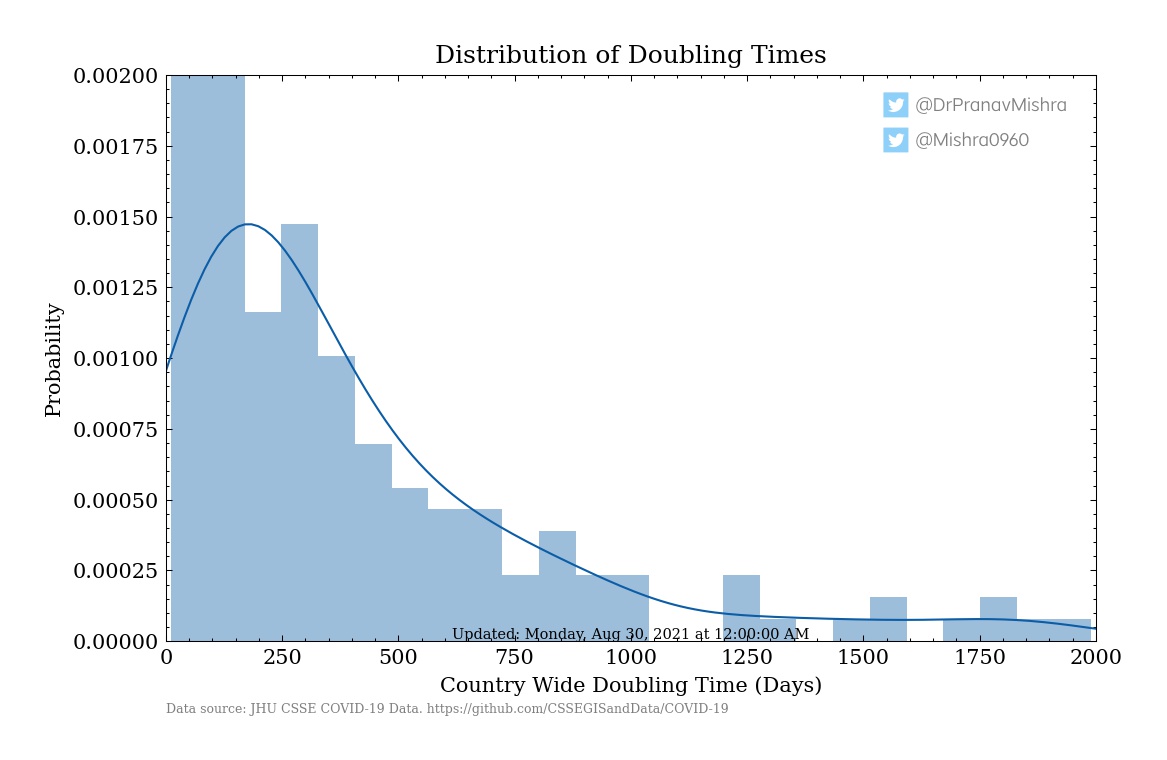 Distribution of Doubling Times
0.00200
0.00175
0.00150
0.00125
0.00100
0.00075
0.00050
0.00025
0.00000
Probability
@DrPranavMishra
@Mishra0960
Updated: Monday, Aug 30, 2021 at 12:00:00 AM
0 250 500 750 1000 1250 1500 1750 2000
Country Wide Doubling Time (Days)
Data source: JHU CSSE COVID-19 Data. https://github.com/CSSEGISandData/COVID-19